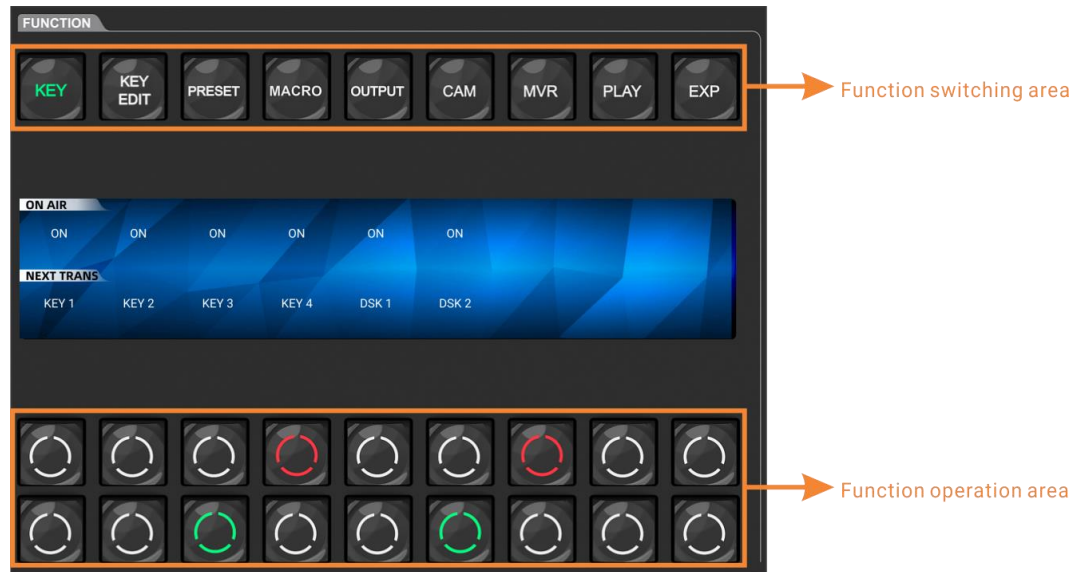 FUNCTION
KEY
KEY
EDIT
PRESET
MACRO
OUTPUT
CAM
MVR
PLAY
EXP
Function switching area
ON AIR
ON ON ON ON ON ON
NEXT TRANS
KEY 1 KEY 2 KEY 3 KEY 4 DSK 1 DSK 2
Function operation area